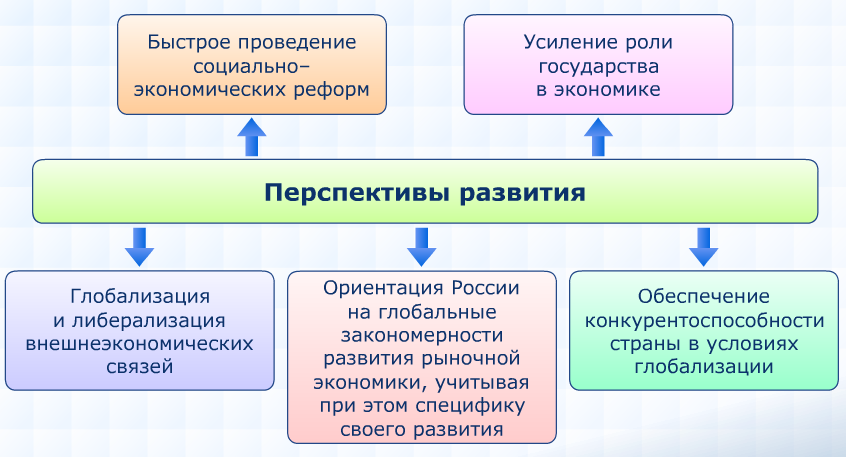 Быстрое проведение
социально–
экономических реформ
Усиление роли
государства
в экономике
Перспективы развития
Глобализация
и либерализация
внешнеэкономических
связей
Ориентация России
на глобальные
закономерности
развития рыночной
экономики, учитывая
при этом специфику
своего развития
Обеспечение
конкурентоспособности
страны в условиях
глобализации